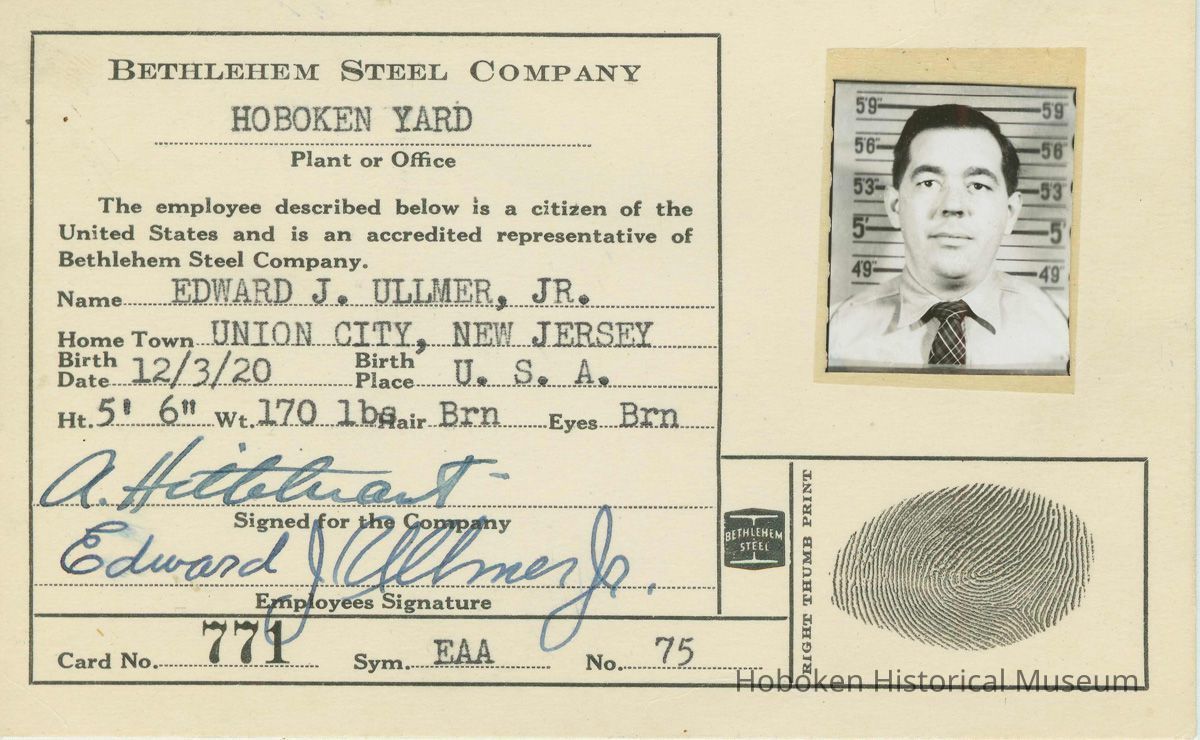 BETHLEHEM STEEL COMPANY
HOBOKEN YARD
Plant or Office
The employee described below is a citizen of the
United States and is an accredited representative of
Bethlehem Steel Company.
Name EDWARD J. ULLMER, JR.
Home Town UNION CITY, NEW JERSEY
Birth Date 12/3/20 Birth Place U. S. A.
Ht. 5' 6" Wt. 170 lbs Hair Brn Eyes Brn
A.
Signed for the Company
Edward J Ullmer Jr.
Employees Signature
Card No. 771 Sym. EAA No. 75
5'9" 5'9
5'6" 5'6"
5'3" 5'3
5' 5'
4'9" 4'9"
BETHLEHEM
STEEL
RIGHT THUMB PRINT
Hoboken Historical Museum